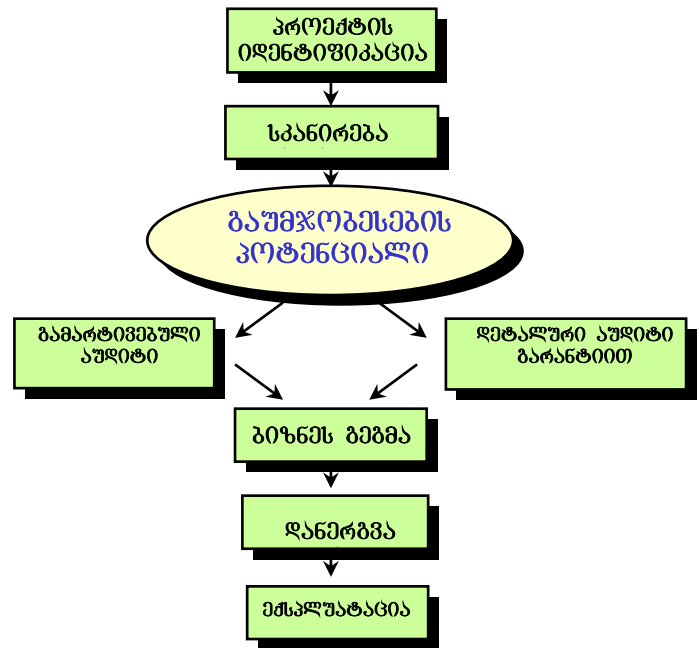 პროექტის
იდენტიფიკაცია
სკანირება
გაუმჯობესების
პოტენციალი
გამარტივებული
აუდიტი
დეტალური აუდიტი
გარანტიით
ბიზნეს გეგმა
დანერგვა
ექსპლუატაცია